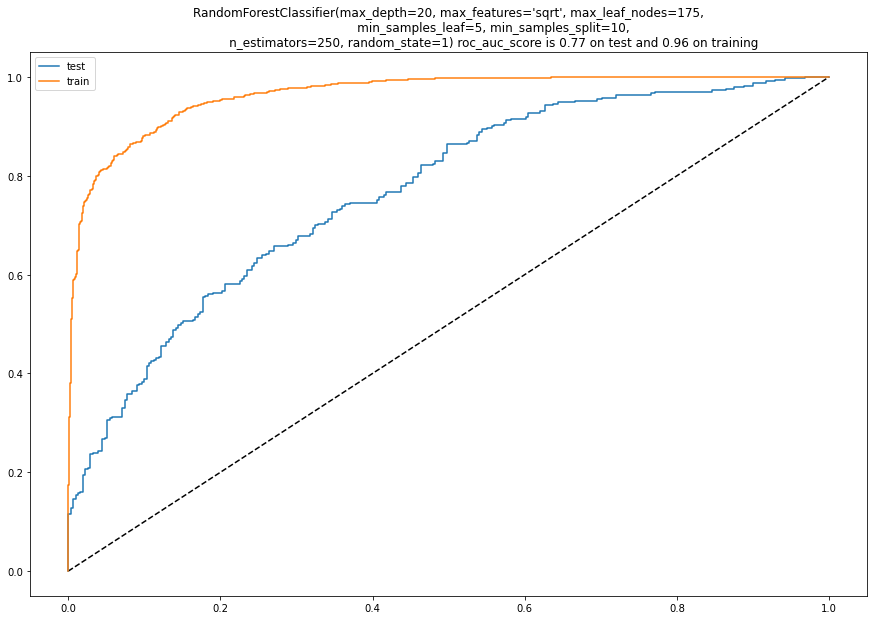 RandomForestClassifier(max_depth=20, max_features='sqrt', max_leaf_nodes=175,
min_samples_leaf=5, min_samples_split=10,
n_estimators=250, random_state=1) roc_auc_score is 0.77 on test and 0.96 on training
test
train
1.0
0.8
0.6
0.4
0.2
0.0
0.0 0.2 0.4 0.6 0.8 1.0